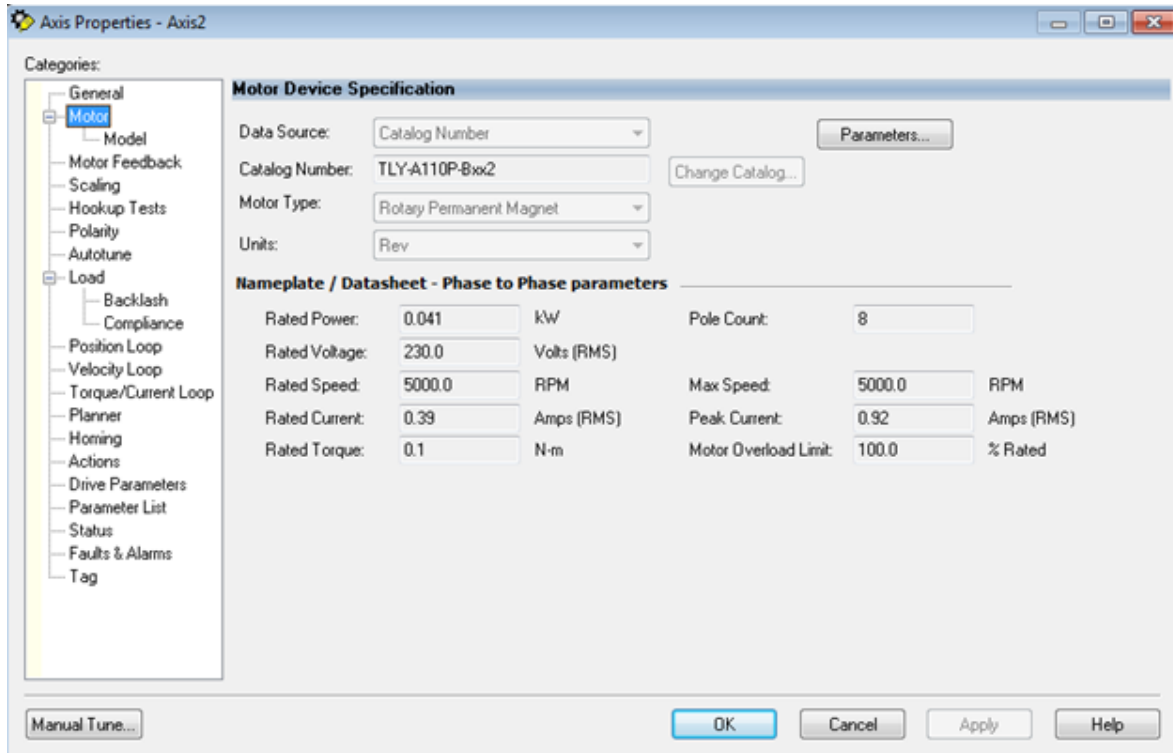 Axis Properties - Axis2
Categories:
General
Motor
Model
Motor Feedback
Scaling
Hookup Tests
Polarity
Autotune
Load
Backlash
Compliance
Position Loop
Velocity Loop
Torque/Current Loop
Planner
Homing
Actions
Drive Parameters
Parameter List
Status
Faults & Alarms
Tag
Motor Device Specification
Data Source: Catalog Number Parameters...
Catalog Number: TLY-A110P-Bxx2 Change Catalog...
Motor Type: Rotary Permanent Magnet
Units: Rev
Nameplate / Datasheet - Phase to Phase parameters
Rated Power: 0.041 kW Pole Count: 8
Rated Voltage: 230.0 Volts (RMS)
Rated Speed: 5000.0 RPM Max Speed: 5000.0 RPM
Rated Current: 0.39 Amps (RMS) Peak Current: 0.92 Amps (RMS)
Rated Torque: 0.1 N-m Motor Overload Limit: 100.0 % Rated
Manual Tune... OK Cancel Apply Help